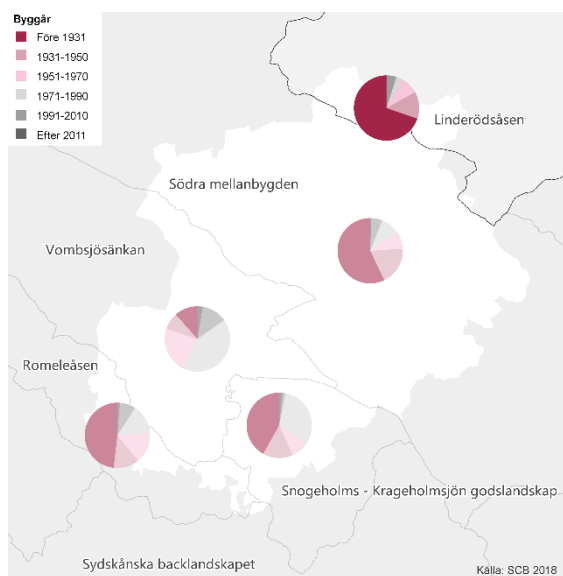 Byggår
Före 1931
1931-1950
1951-1970
1971-1990
1991-2010
Efter 2011
Linderödsåsen
Södra mellanbygden
Vombsjösänkan
Romeleåsen
Snogeholms - Krageholmsjön godslandskap
Sydskånska backlandskapet
Källa: SCB 2018